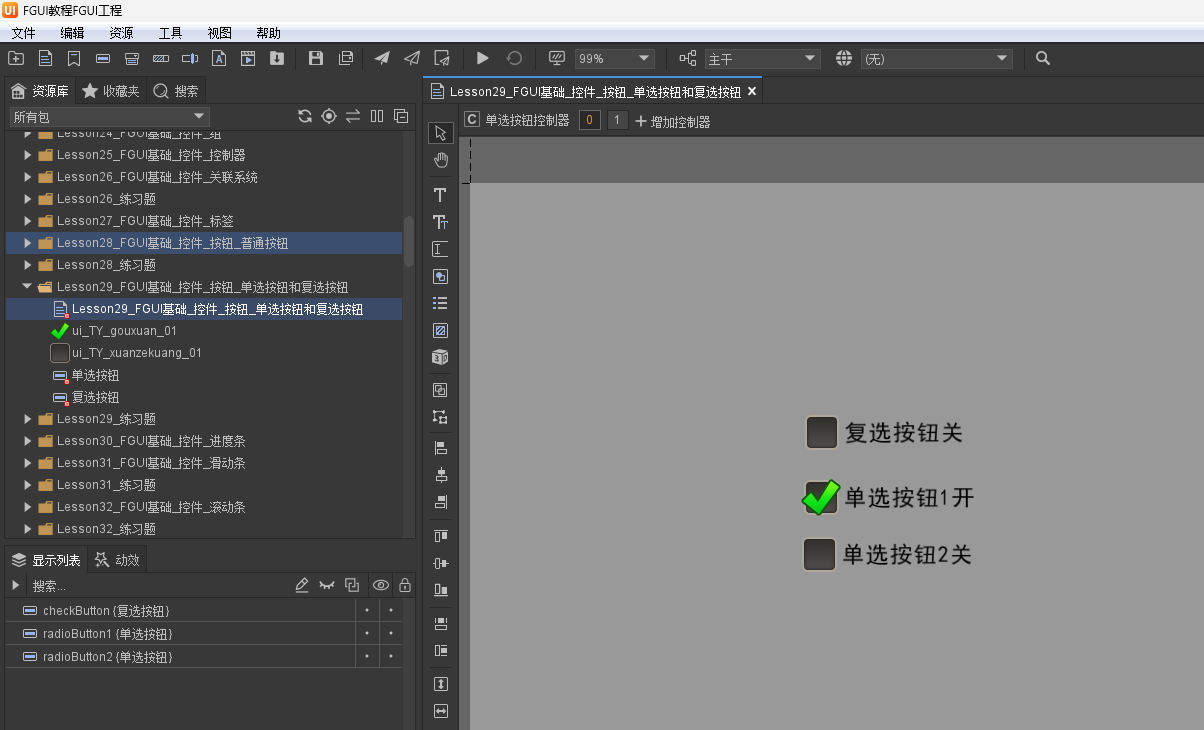 UI FGUI教程FGUI工程
文件 编辑 资源 工具 视图 帮助
99% 主干 (无)
资源库 收藏夹 搜索
所有包
Lesson24_FGUI基础_控件_组
Lesson25_FGUI基础_控件_控制器
Lesson26_FGUI基础_控件_关联系统
Lesson26_练习题
Lesson27_FGUI基础_控件_标签
Lesson28_FGUI基础_控件_按钮_普通按钮
Lesson28_练习题
Lesson29_FGUI基础_控件_按钮_单选按钮和复选按钮
Lesson29_FGUI基础_控件_按钮_单选按钮和复选按钮
ui_TY_gouxuan_01
ui_TY_xuanzekuang_01
单选按钮
复选按钮
Lesson29_练习题
Lesson30_FGUI基础_控件_进度条
Lesson31_FGUI基础_控件_滑动条
Lesson31_练习题
Lesson32_FGUI基础_控件_滚动条
Lesson32_练习题
显示列表 动效
搜索...
checkButton {复选按钮}
radioButton1 {单选按钮}
radioButton2 {单选按钮}
Lesson29_FGUI基础_控件_按钮_单选按钮和复选按钮
C 单选按钮控制器 0 1 增加控制器
复选按钮关
单选按钮1开
单选按钮2关